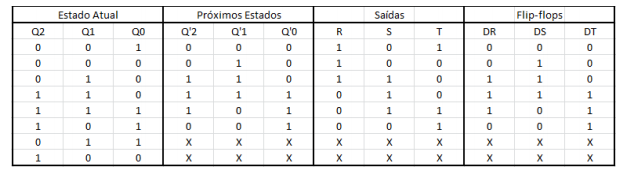 Estado Atual Próximos Estados Saídas Flip-flops
Q2 Q1 Q0 Q'2 Q'1 Q'0 R S T DR DS DT
0 0 1 0 0 0 1 0 1 0 0 0
0 0 0 0 1 0 1 0 0 0 1 0
0 1 0 1 1 0 1 1 0 1 1 0
1 1 0 1 1 1 0 1 0 1 1 1
1 1 1 1 0 1 0 1 1 1 0 1
1 0 1 0 0 1 0 0 1 0 0 1
0 1 1 X X X X X X X X X
1 0 0 X X X X X X X X X